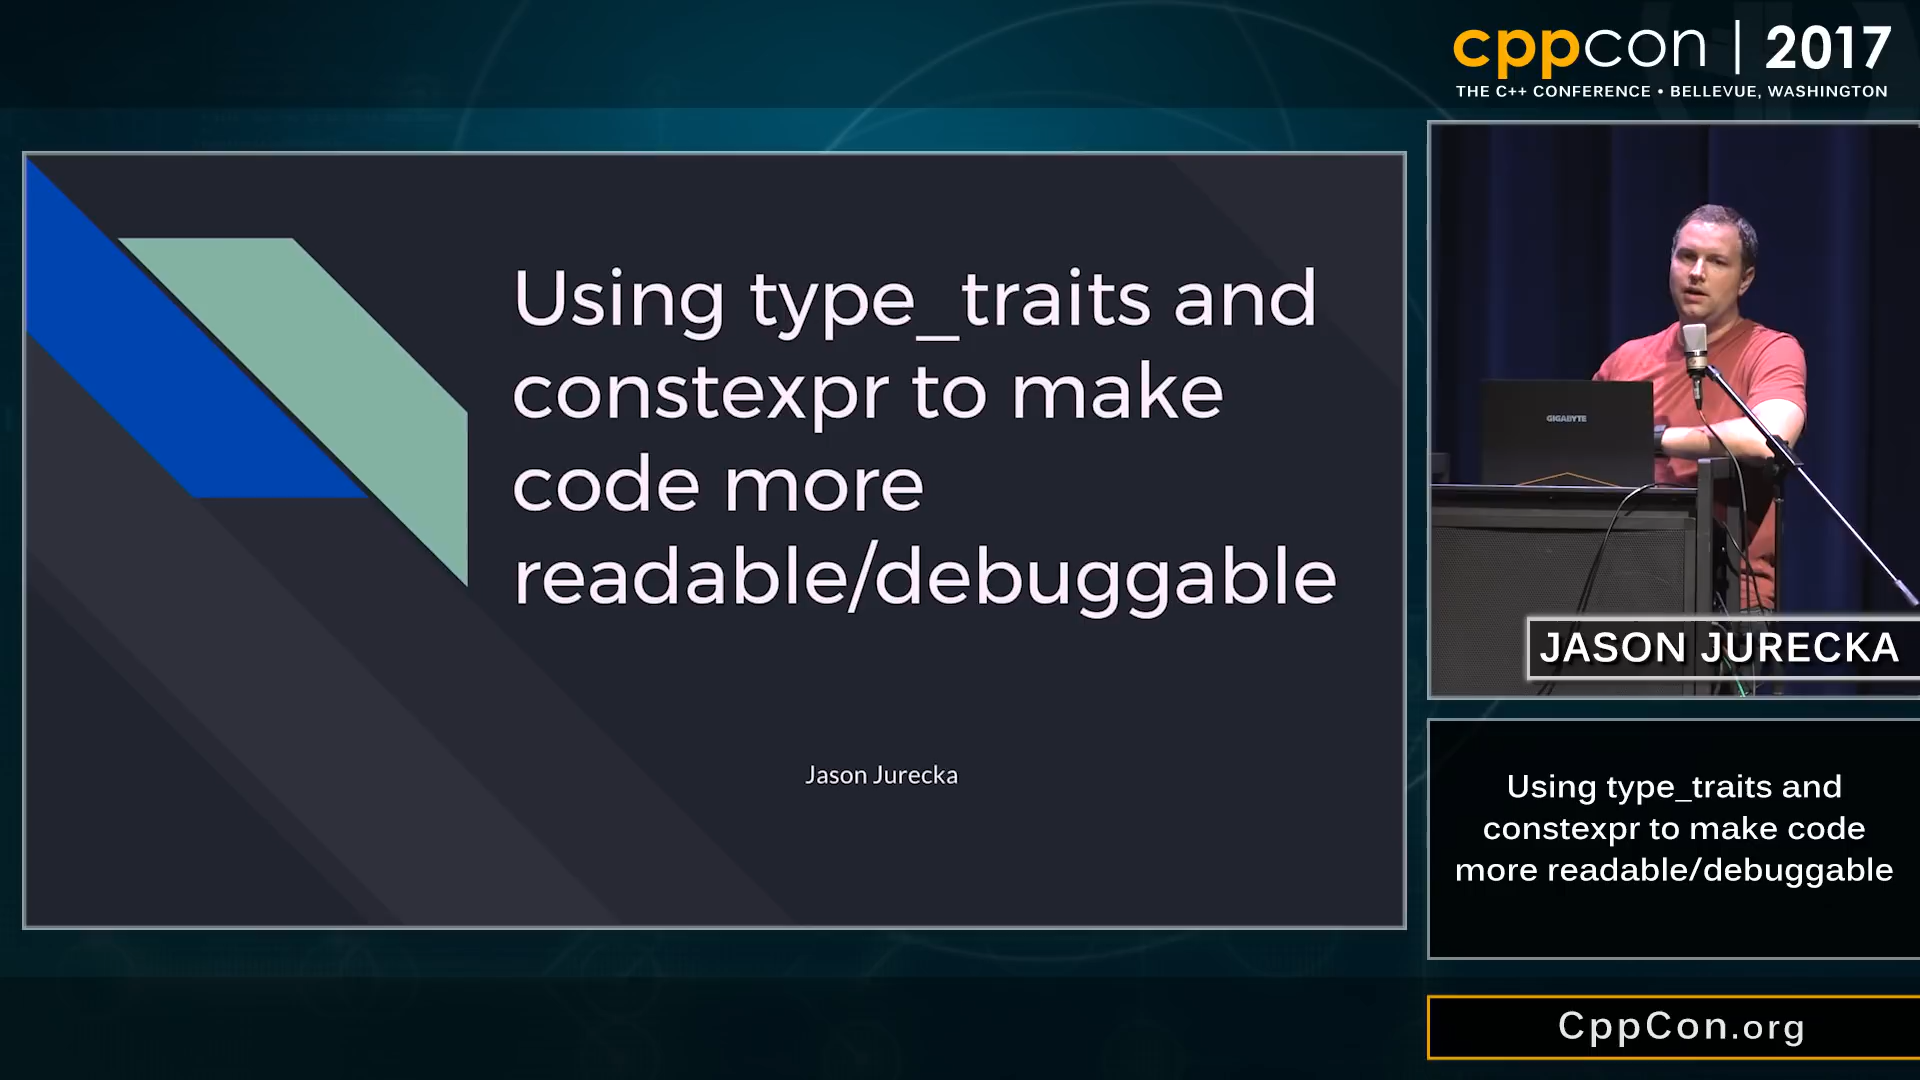 cppcon | 2017
THE C++ CONFERENCE • BELLEVUE, WASHINGTON
Using type_traits and
constexpr to make
code more
readable/debuggable
Jason Jurecka
GIGABYTE
JASON JURECKA
Using type_traits and
constexpr to make code
more readable/debuggable
CppCon.org